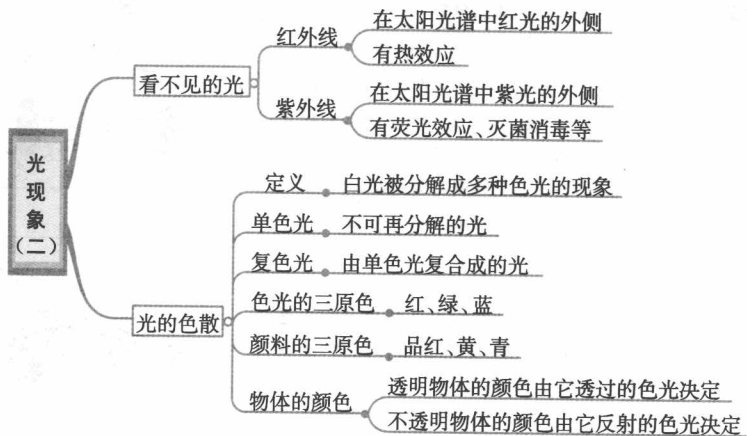 光现象(二)
看不见的光
红外线
在太阳光谱中红光的外侧
有热效应
紫外线
在太阳光谱中紫光的外侧
有荧光效应、灭菌消毒等
光的色散
定义
白光被分解成多种色光的现象
单色光
不可再分解的光
复色光
由单色光复合成的光
色光的三原色
红、绿、蓝
颜料的三原色
品红、黄、青
物体的颜色
透明物体的颜色由它透过的色光决定
不透明物体的颜色由它反射的色光决定